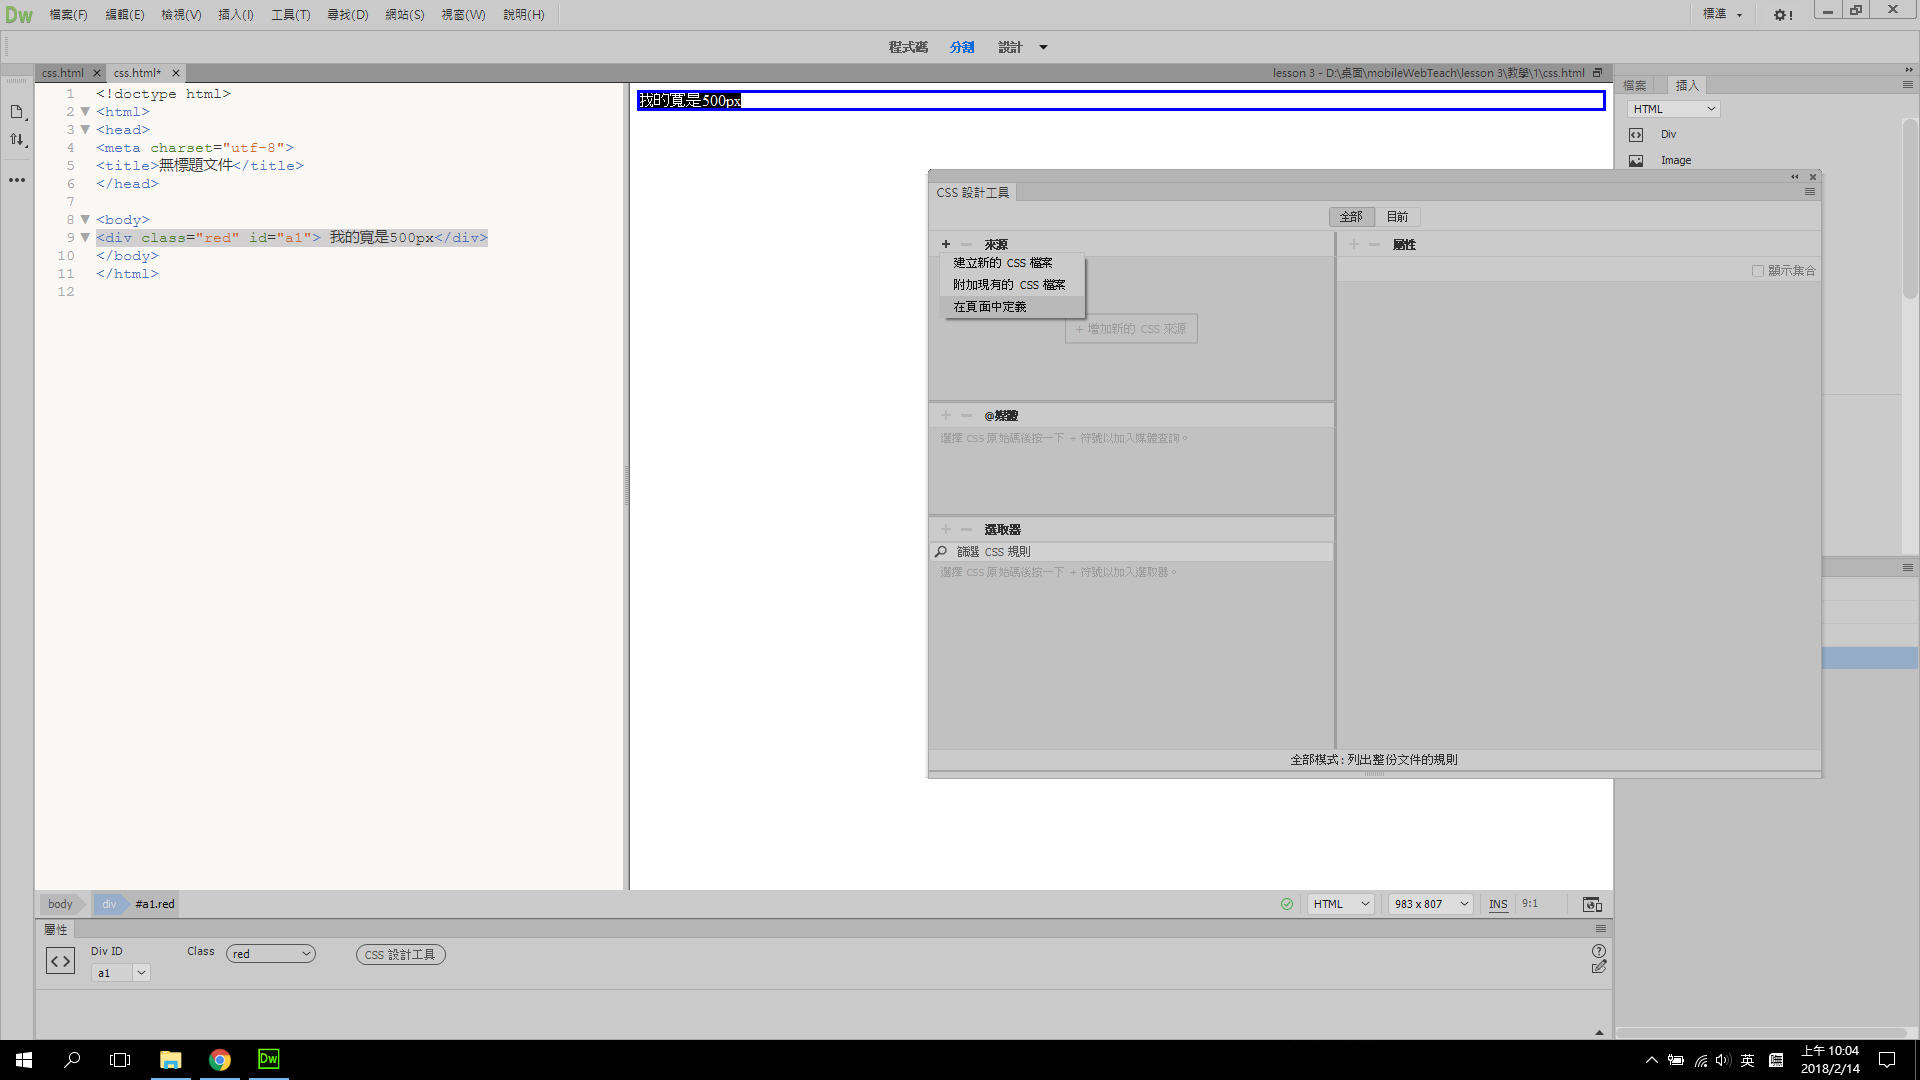 Dw 檔案(F) 編輯(E) 檢視(V) 插入(I) 工具(T) 尋找(D) 網站(S) 視窗(W) 說明(H) 標準
程式碼 分割 設計
css.html css.html* lesson 3 - D:\桌面\mobileWebTeach\lesson 3\教學\1\css.html
1 <!doctype html>
2 <html>
3 <head>
4 <meta charset="utf-8">
5 <title>無標題文件</title>
6 </head>
7
8 <body>
9 <div class="red" id="a1"> 我的寬是500px</div>
10 </body>
11 </html>
12
我的寬是500px
檔案 插入
HTML
Div
Image
CSS 設計工具
全部 目前
+ − 來源
建立新的 CSS 檔案
附加現有的 CSS 檔案
在頁面中定義
+ 增加新的 CSS 來源
+ − @媒體
選擇 CSS 原始碼後按一下 + 符號以加入媒體查詢。
+ − 選取器
篩選 CSS 規則
選擇 CSS 原始碼後按一下 + 符號以加入選取器。
+ − 屬性
顯示集合
全部模式 : 列出整份文件的規則
body div #a1.red HTML 983 x 807 INS 9:1
屬性
Div ID
a1
Class red CSS 設計工具
Dw 英 上午 10:04
2018/2/14